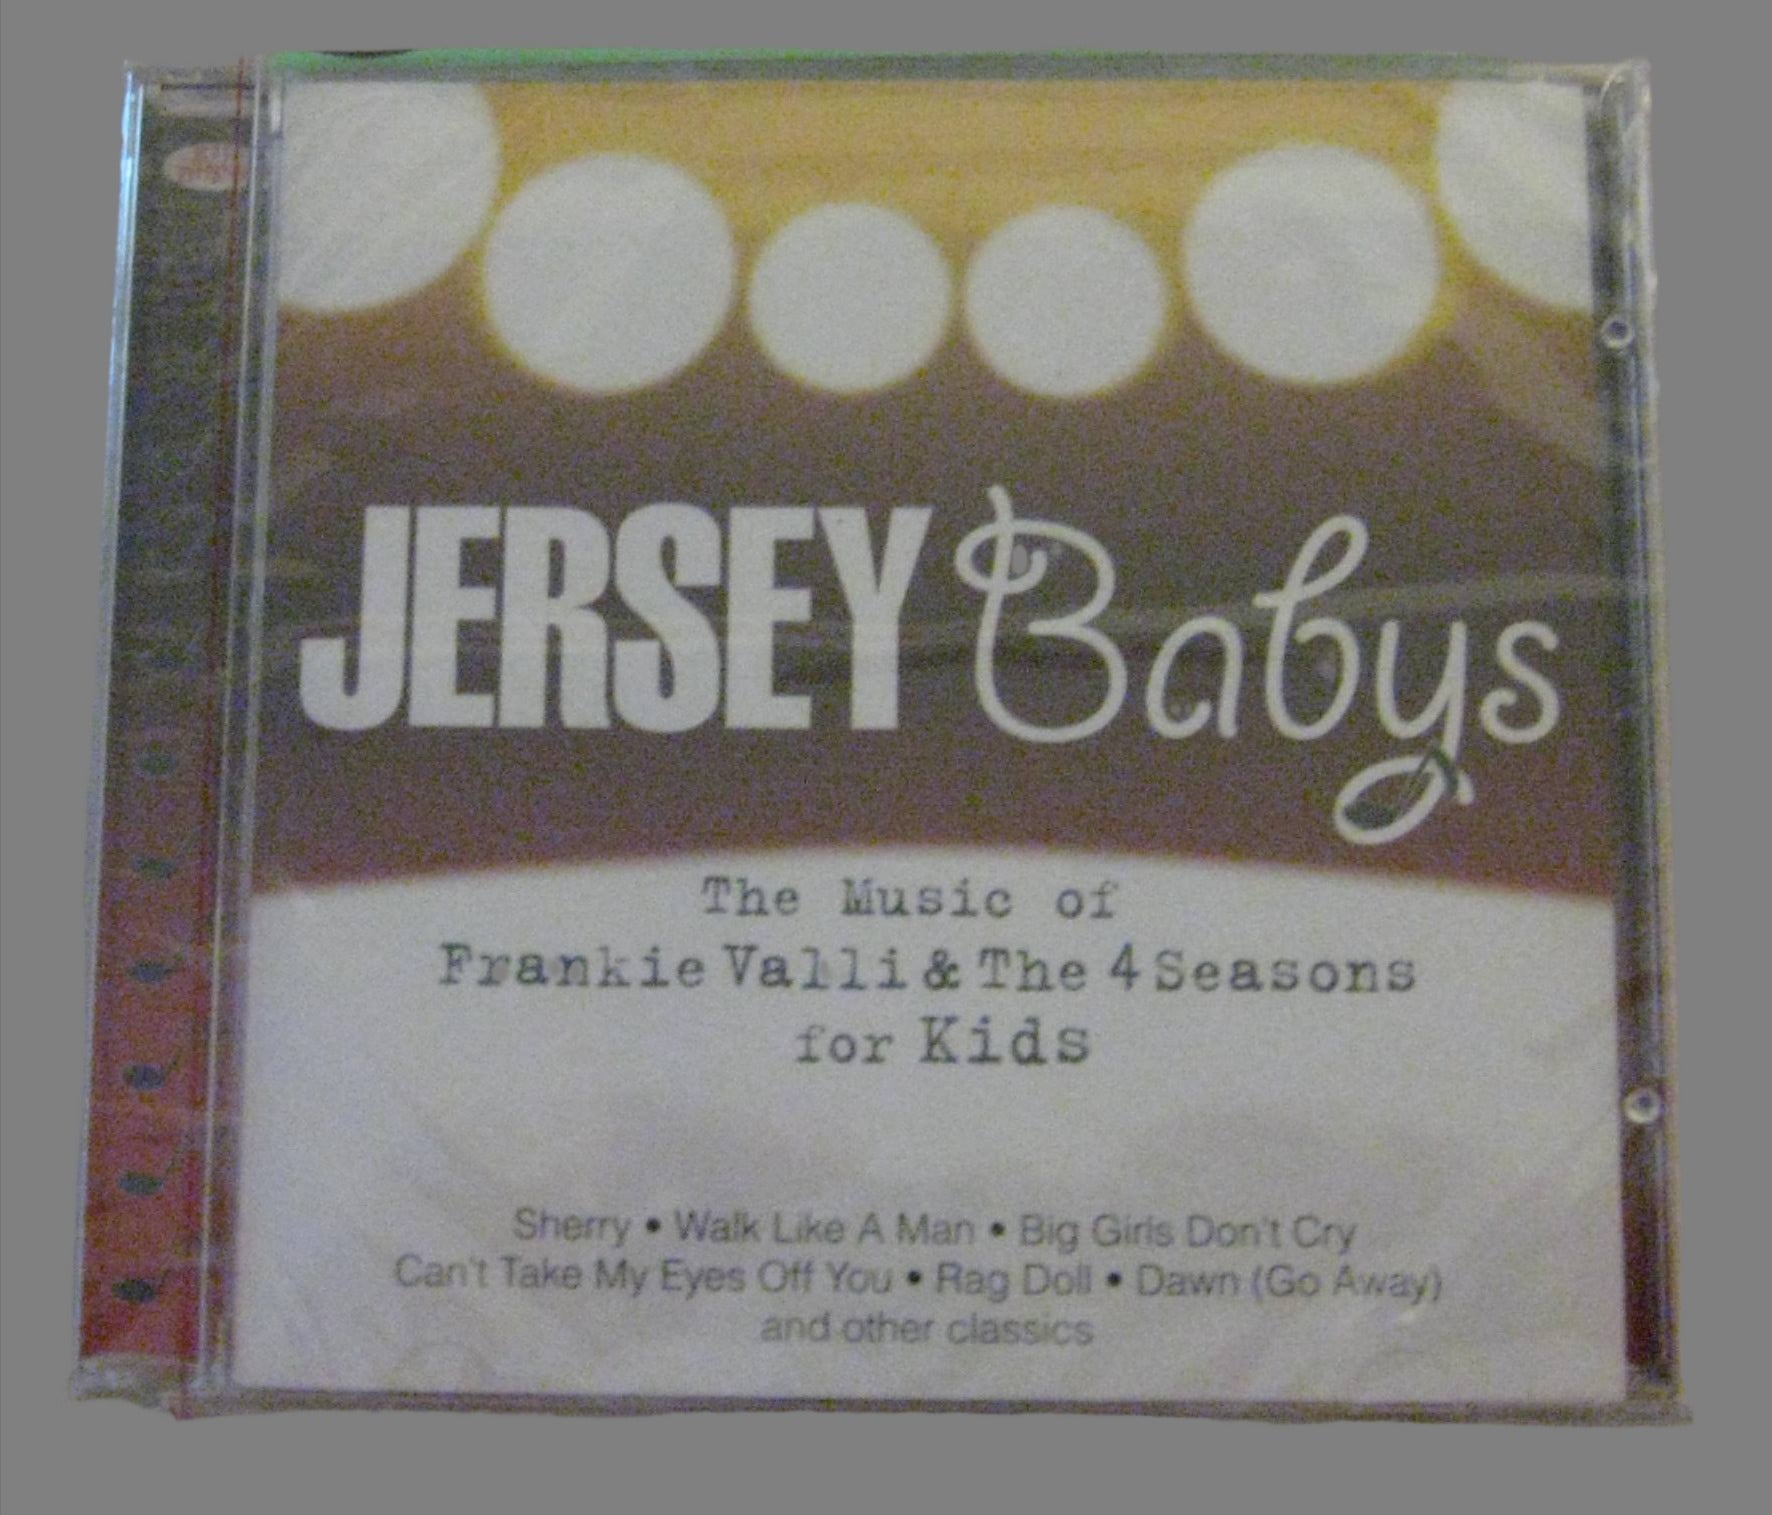 JERSEY Babys
The Music of
Frankie Valli & The 4 Seasons
for Kids
Sherry • Walk Like A Man • Big Girls Don't Cry
Can't Take My Eyes Off You • Rag Doll • Dawn (Go Away)
and other classics